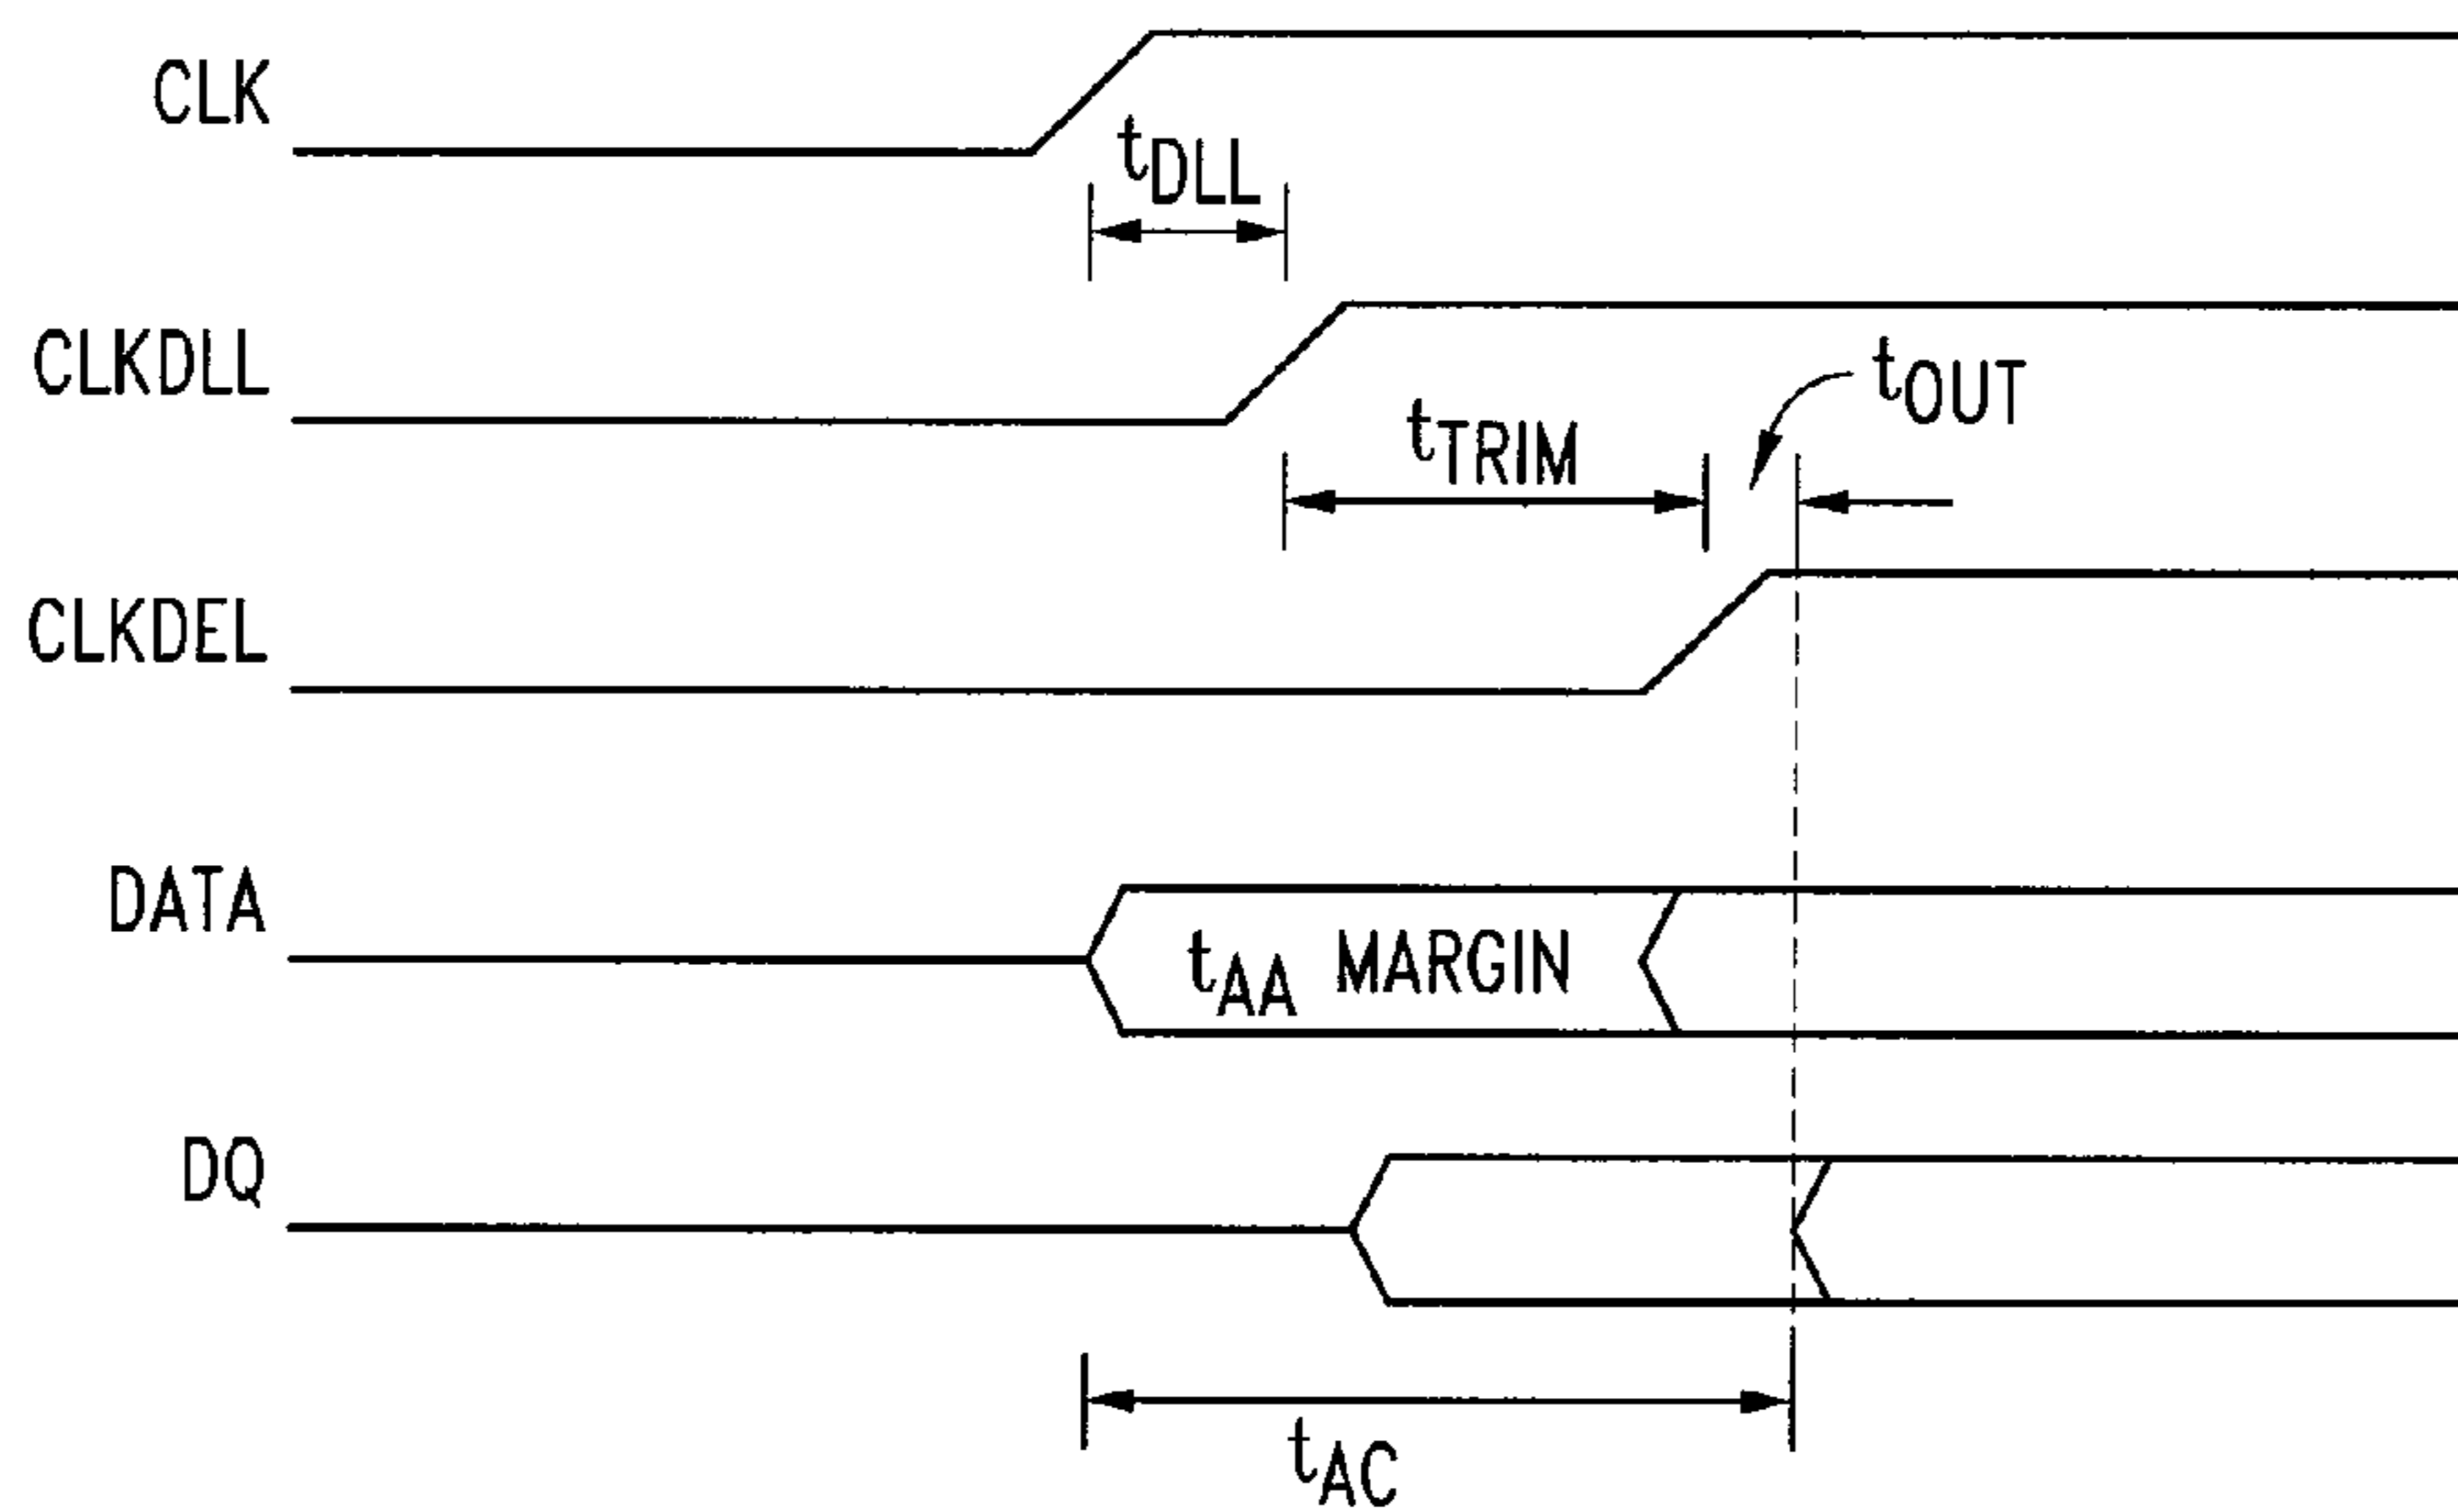 CLK
tDLL
CLKDLL
tOUT
tTRIM
CLKDEL
DATA
tAA MARGIN
DQ
tAC